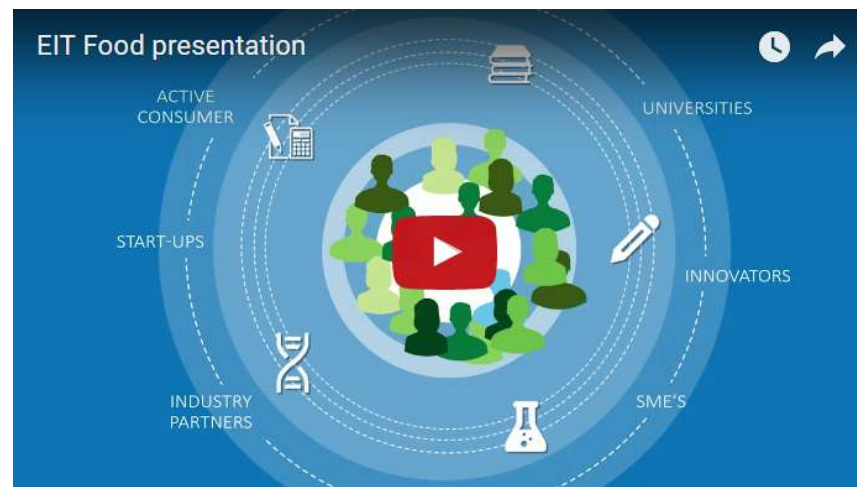 EIT Food presentation
ACTIVE
CONSUMER
UNIVERSITIES
START-UPS
INNOVATORS
INDUSTRY
PARTNERS
SME'S